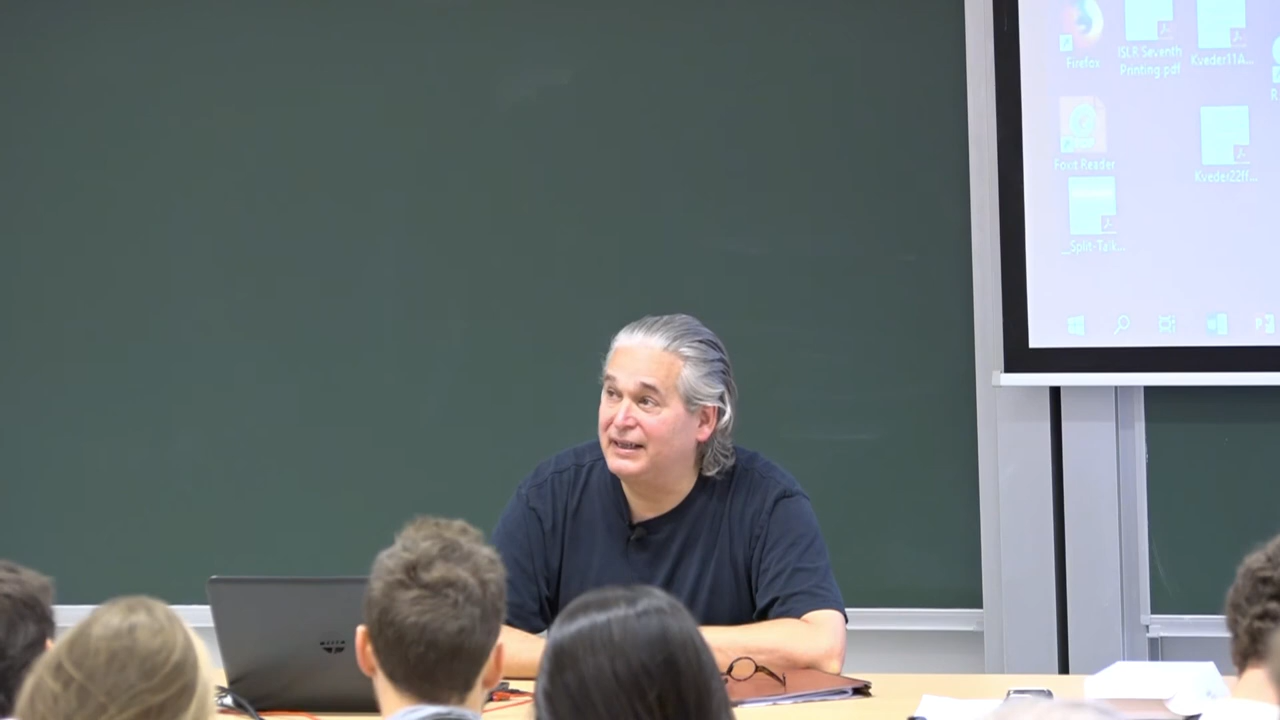 Firefox
ISLR Seventh
Printing.pdf
Kveder11A...
R
Foxit Reader
Kveder22ff...
_Split-Talk...